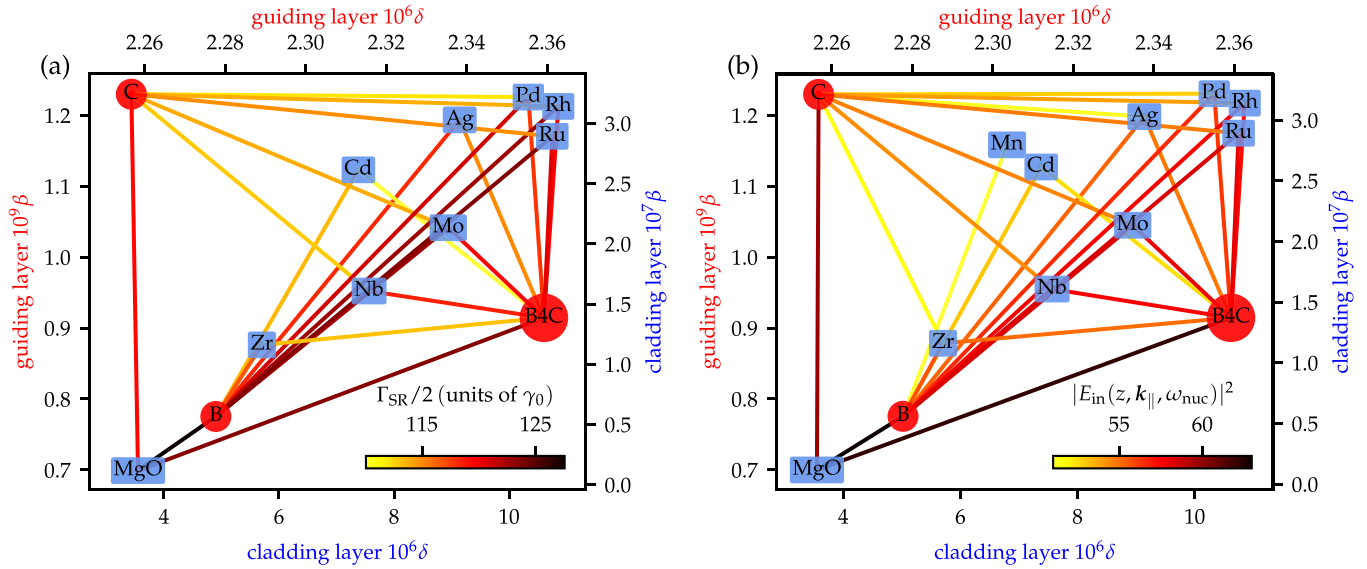 guiding layer 10⁶δ
2.26 2.28 2.30 2.32 2.34 2.36
(a)
C
Pd
Rh
Ag
Ru
Cd
Mo
Nb
B4C
Zr
B
MgO
Γ_SR/2 (units of γ₀)
115 125
1.2
1.1
1.0
0.9
0.8
0.7
guiding layer 10⁹β
3.0
2.5
2.0
1.5
1.0
0.5
0.0
cladding layer 10⁷β
4 6 8 10
cladding layer 10⁶δ
guiding layer 10⁶δ
2.26 2.28 2.30 2.32 2.34 2.36
(b)
C
Pd
Rh
Ag
Ru
Mn
Cd
Mo
Nb
B4C
Zr
B
MgO
|E_in(z, k_∥, ω_nuc)|²
55 60
1.2
1.1
1.0
0.9
0.8
0.7
guiding layer 10⁹β
3.0
2.5
2.0
1.5
1.0
0.5
0.0
cladding layer 10⁷β
4 6 8 10
cladding layer 10⁶δ